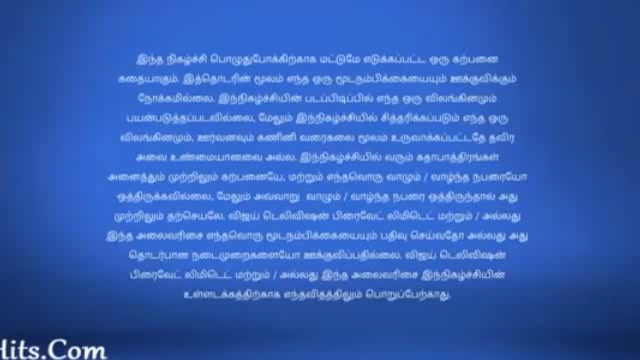 இந்த நிகழ்ச்சி பொழுதுபோக்கிற்காக மட்டுமே எடுக்கப்பட்ட ஒரு கற்பனை
கதையாகும். இத்தொடரின் மூலம் எந்த ஒரு மூடநம்பிக்கையையும் ஊக்குவிக்கும்
நோக்கமில்லை. இந்நிகழ்ச்சியின் படப்பிடிப்பில் எந்த ஒரு விலங்கினமும்
பயன்படுத்தப்படவில்லை, மேலும் இந்நிகழ்ச்சியில் சித்தரிக்கப்படும் எந்த ஒரு
விலங்கினமும், ஊர்வனவும் கணினி வரைகலை மூலம் உருவாக்கப்பட்டதே தவிர
அவை உண்மையானவை அல்ல. இந்நிகழ்ச்சியில் வரும் கதாபாத்திரங்கள்
அனைத்தும் முற்றிலும் கற்பனையே, மற்றும் எந்தவொரு வாழும் / வாழ்ந்த நபரையோ
ஒத்திருக்கவில்லை, மேலும் அவ்வாறு வாழும் / வாழ்ந்த நபரை ஒத்திருந்தால் அது
முற்றிலும் தற்செயலே. விஜய் டெலிவிஷன் பிரைவேட் லிமிடெட் மற்றும் / அல்லது
இந்த அலைவரிசை எந்தவொரு மூடநம்பிக்கையையும் பதிவு செய்வதோ அல்லது அது
தொடர்பான நடைமுறைகளையோ ஊக்குவிப்பதில்லை. விஜய் டெலிவிஷன்
பிரைவேட் லிமிடெட் மற்றும் / அல்லது இந்த அலைவரிசை இந்நிகழ்ச்சியின்
உள்ளடக்கத்திற்காக எந்தவிதத்திலும் பொறுப்பேற்காது.
Hits.Com